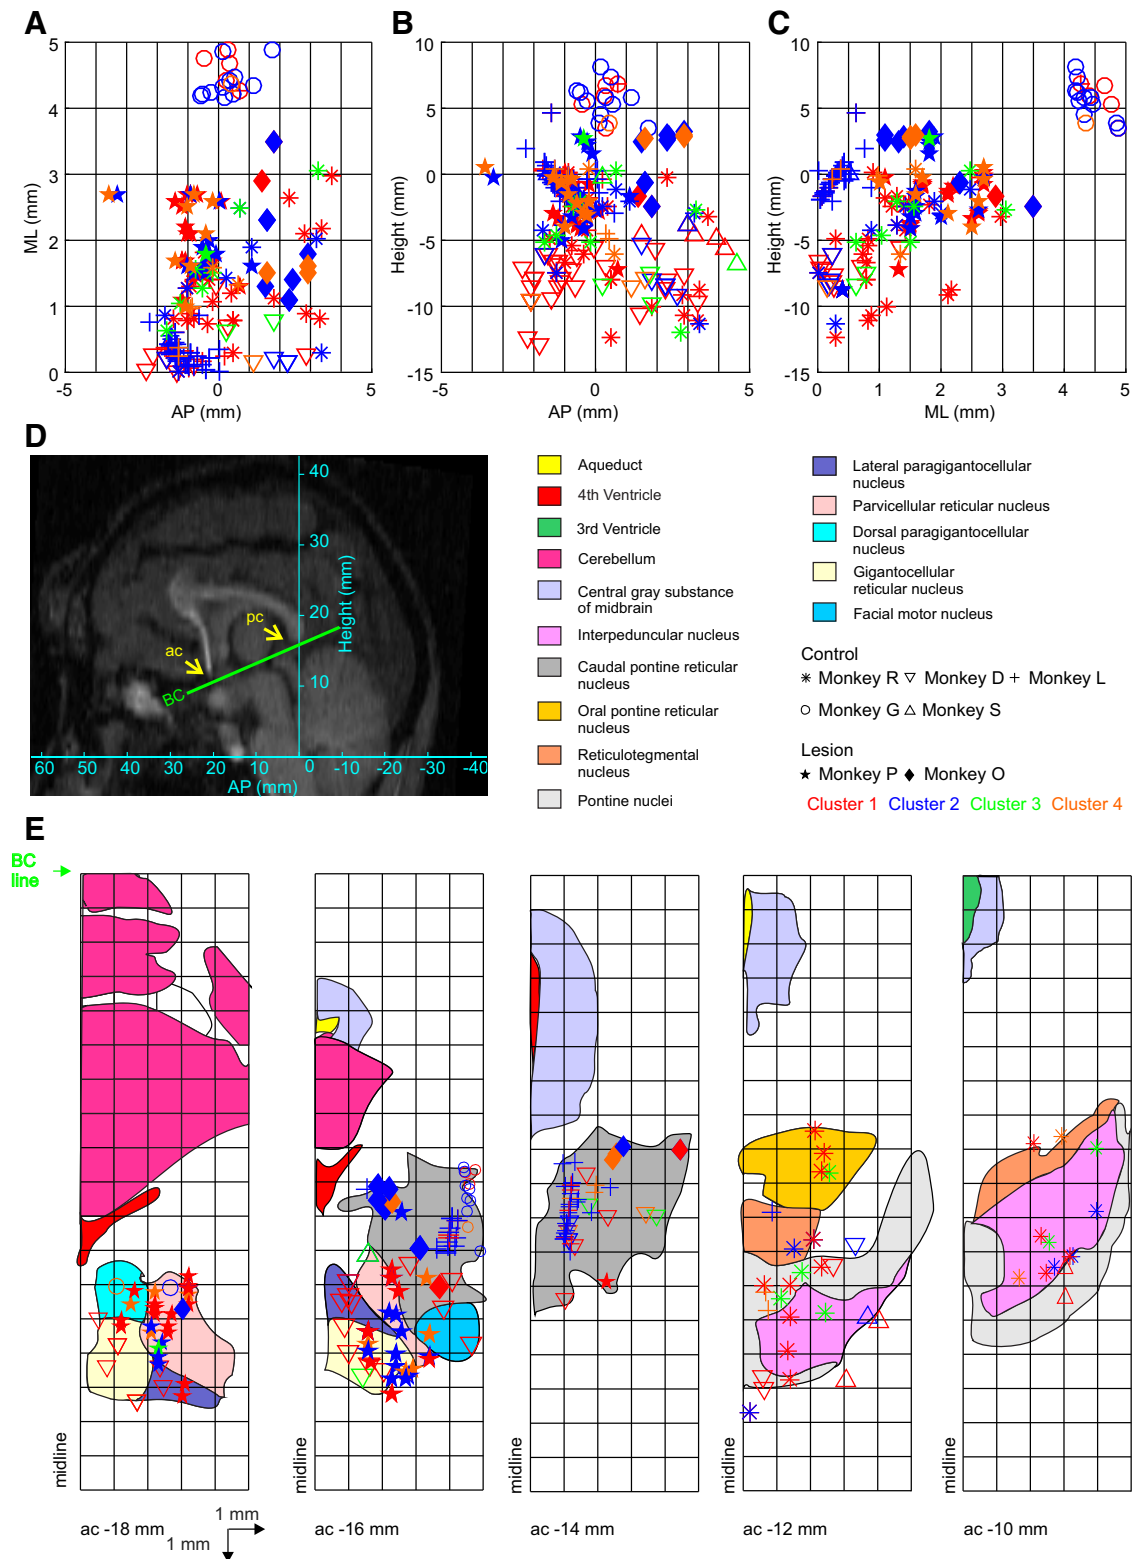 A
B
C
5
4
3
2
1
0
-5
0
5
ML (mm)
AP (mm)
10
5
0
-5
-10
-15
-5
0
5
Height (mm)
AP (mm)
10
5
0
-5
-10
-15
0
1
2
3
4
5
Height (mm)
ML (mm)
D
40
30
20
10
Height (mm)
pc
ac
BC
60 50 40 30 20 10 0 -10 -20 -30 -40
AP (mm)
Aqueduct
4th Ventricle
3rd Ventricle
Cerebellum
Central gray substance
of midbrain
Interpeduncular nucleus
Caudal pontine reticular
nucleus
Oral pontine reticular
nucleus
Reticulotegmental
nucleus
Pontine nuclei
Lateral paragigantocellular
nucleus
Parvicellular reticular nucleus
Dorsal paragigantocellular
nucleus
Gigantocellular
reticular nucleus
Facial motor nucleus
Control
Monkey R Monkey D Monkey L
Monkey G Monkey S
Lesion
Monkey P Monkey O
Cluster 1 Cluster 2 Cluster 3 Cluster 4
E
BC
line
midline
midline
midline
midline
midline
ac -18 mm
1 mm
1 mm
ac -16 mm
ac -14 mm
ac -12 mm
ac -10 mm